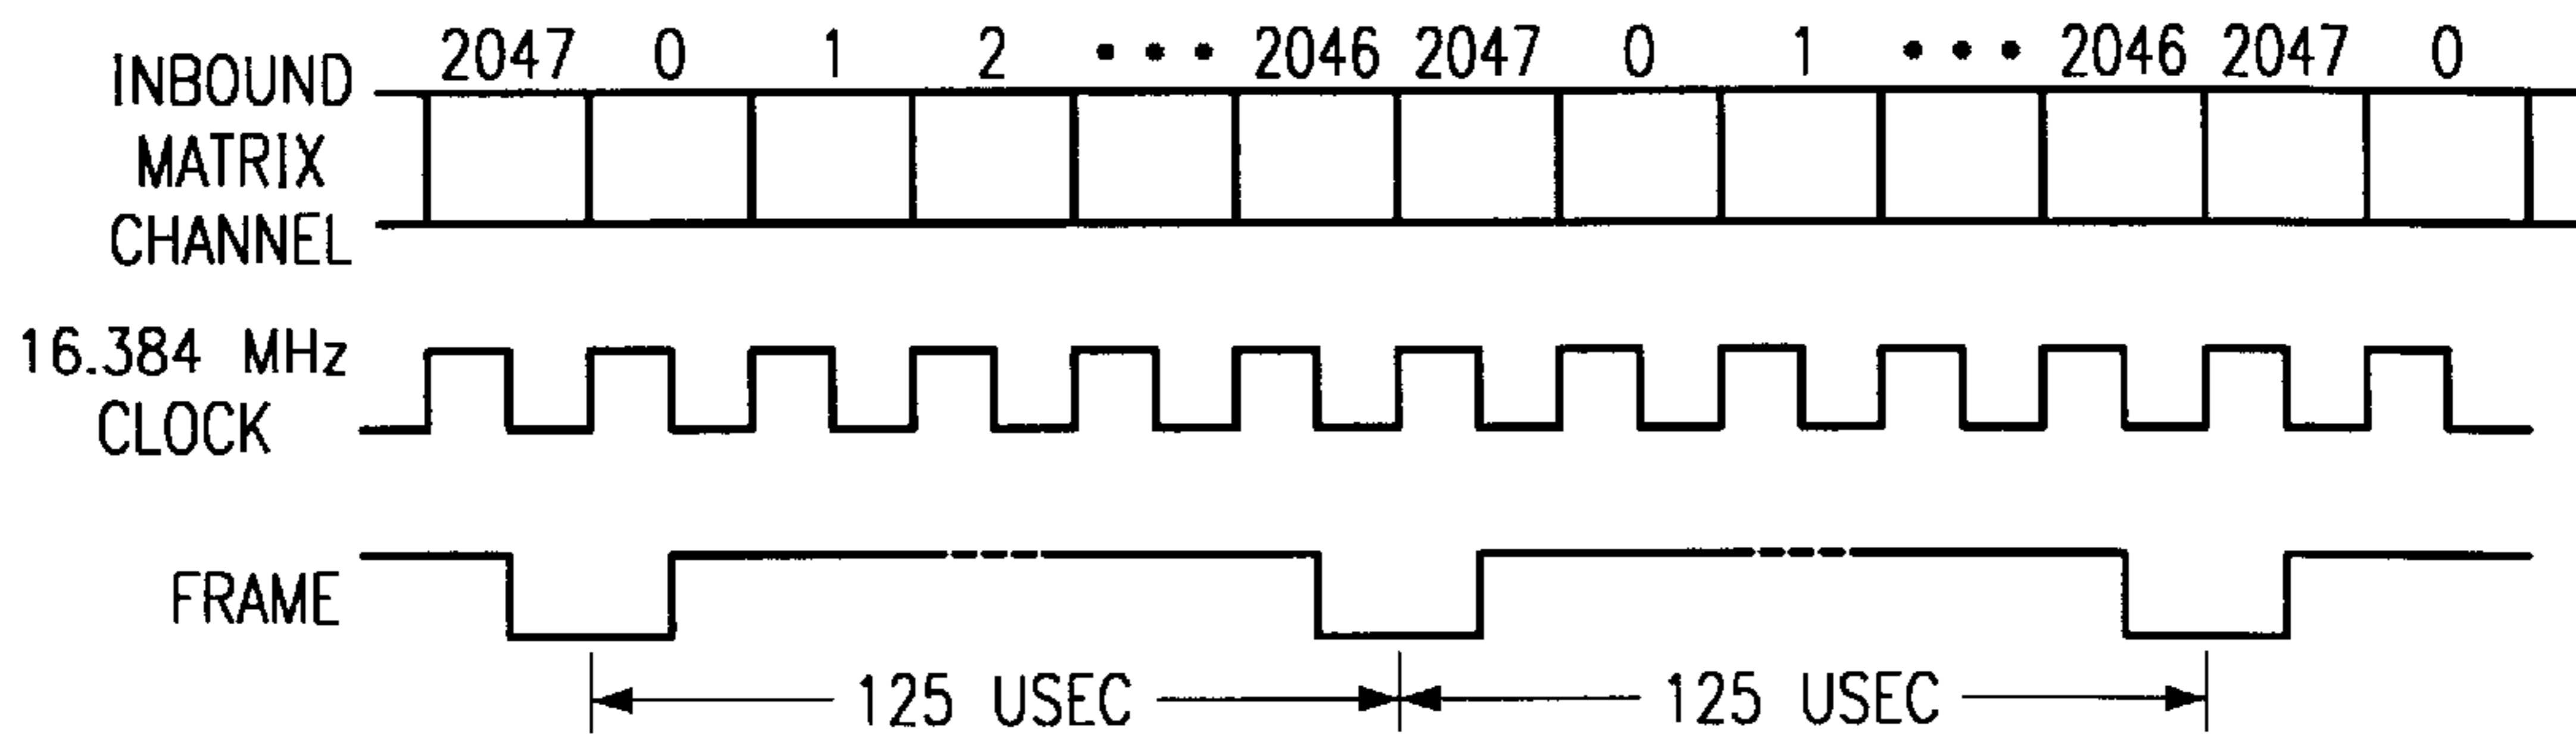 2047 0 1 2 • • • 2046 2047 0 1 • • • 2046 2047 0
INBOUND
MATRIX
CHANNEL
16.384 MHz
CLOCK
FRAME
125 USEC 125 USEC